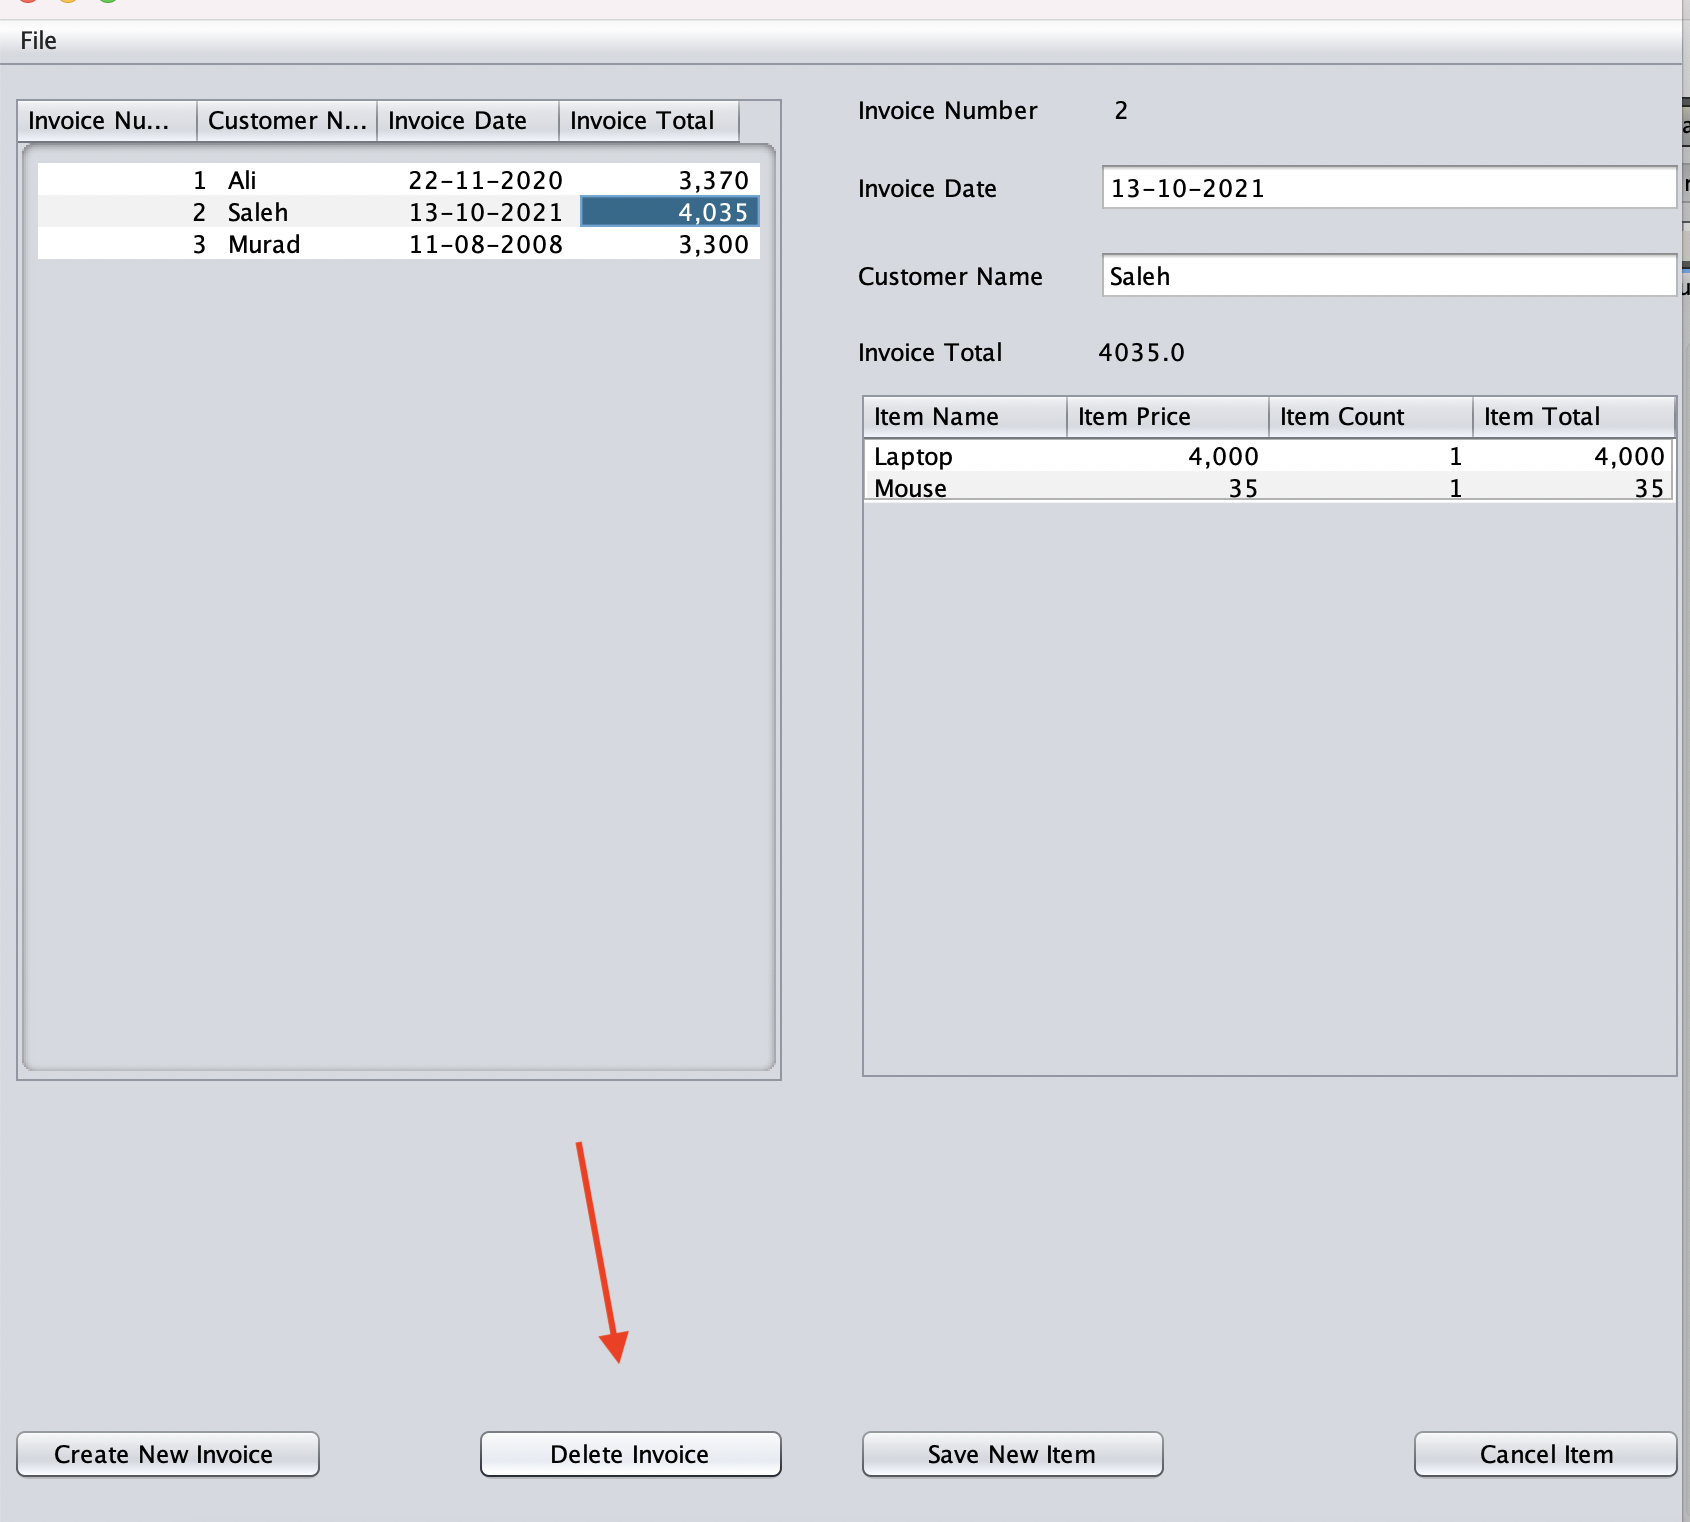 File
Invoice Nu... Customer N... Invoice Date Invoice Total
1 Ali 22-11-2020 3,370
2 Saleh 13-10-2021 4,035
3 Murad 11-08-2008 3,300
Invoice Number 2
Invoice Date 13-10-2021
Customer Name Saleh
Invoice Total 4035.0
Item Name Item Price Item Count Item Total
Laptop 4,000 1 4,000
Mouse 35 1 35
Create New Invoice Delete Invoice Save New Item Cancel Item